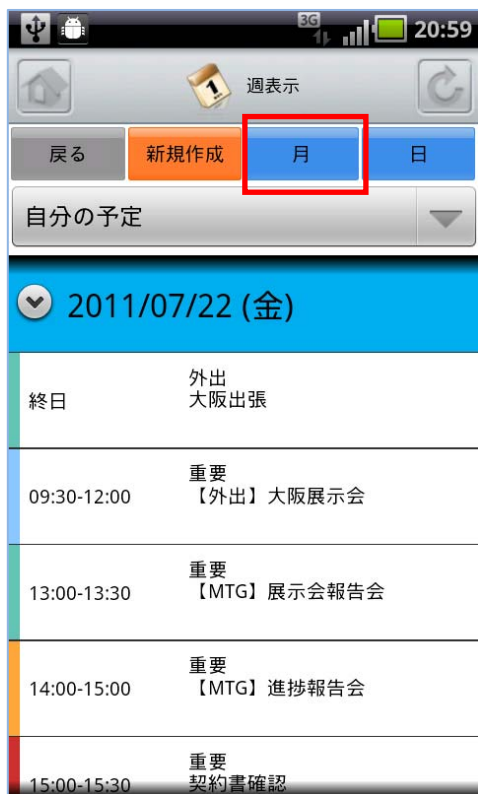 3G 20:59
1 週表示
戻る 新規作成 月 日
自分の予定
2011/07/22 (金)
外出
終日 大阪出張
重要
09:30-12:00 【外出】大阪展示会
重要
13:00-13:30 【MTG】展示会報告会
重要
14:00-15:00 【MTG】進捗報告会
重要
15:00-15:30 契約書確認